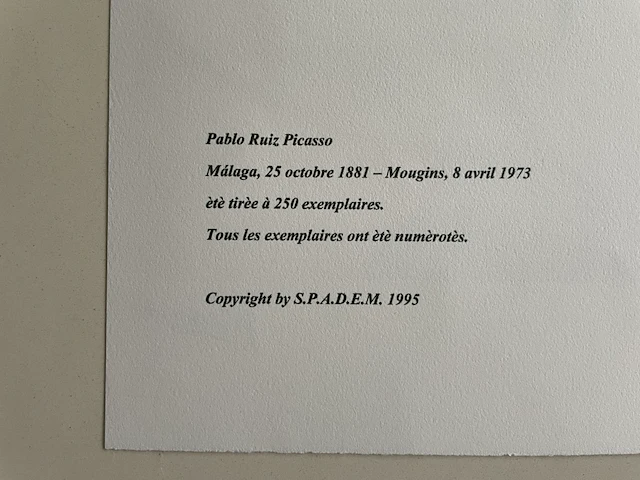 Pablo Ruiz Picasso
Málaga, 25 octobre 1881 – Mougins, 8 avril 1973
ètè tirèe à 250 exemplaires.
Tous les exemplaires ont ètè numèrotès.
Copyright by S.P.A.D.E.M. 1995